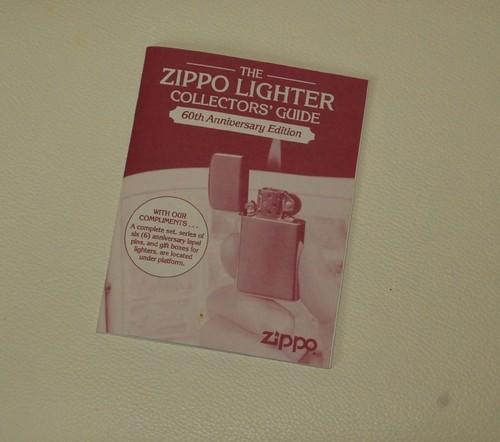 THE
ZIPPO LIGHTER
COLLECTORS' GUIDE
60th Anniversary Edition
WITH OUR
COMPLIMENTS . . .
A complete set, series of
six (6) anniversary lapal
pins, and gift boxes for
lighters, are located
under platform.
Zippo